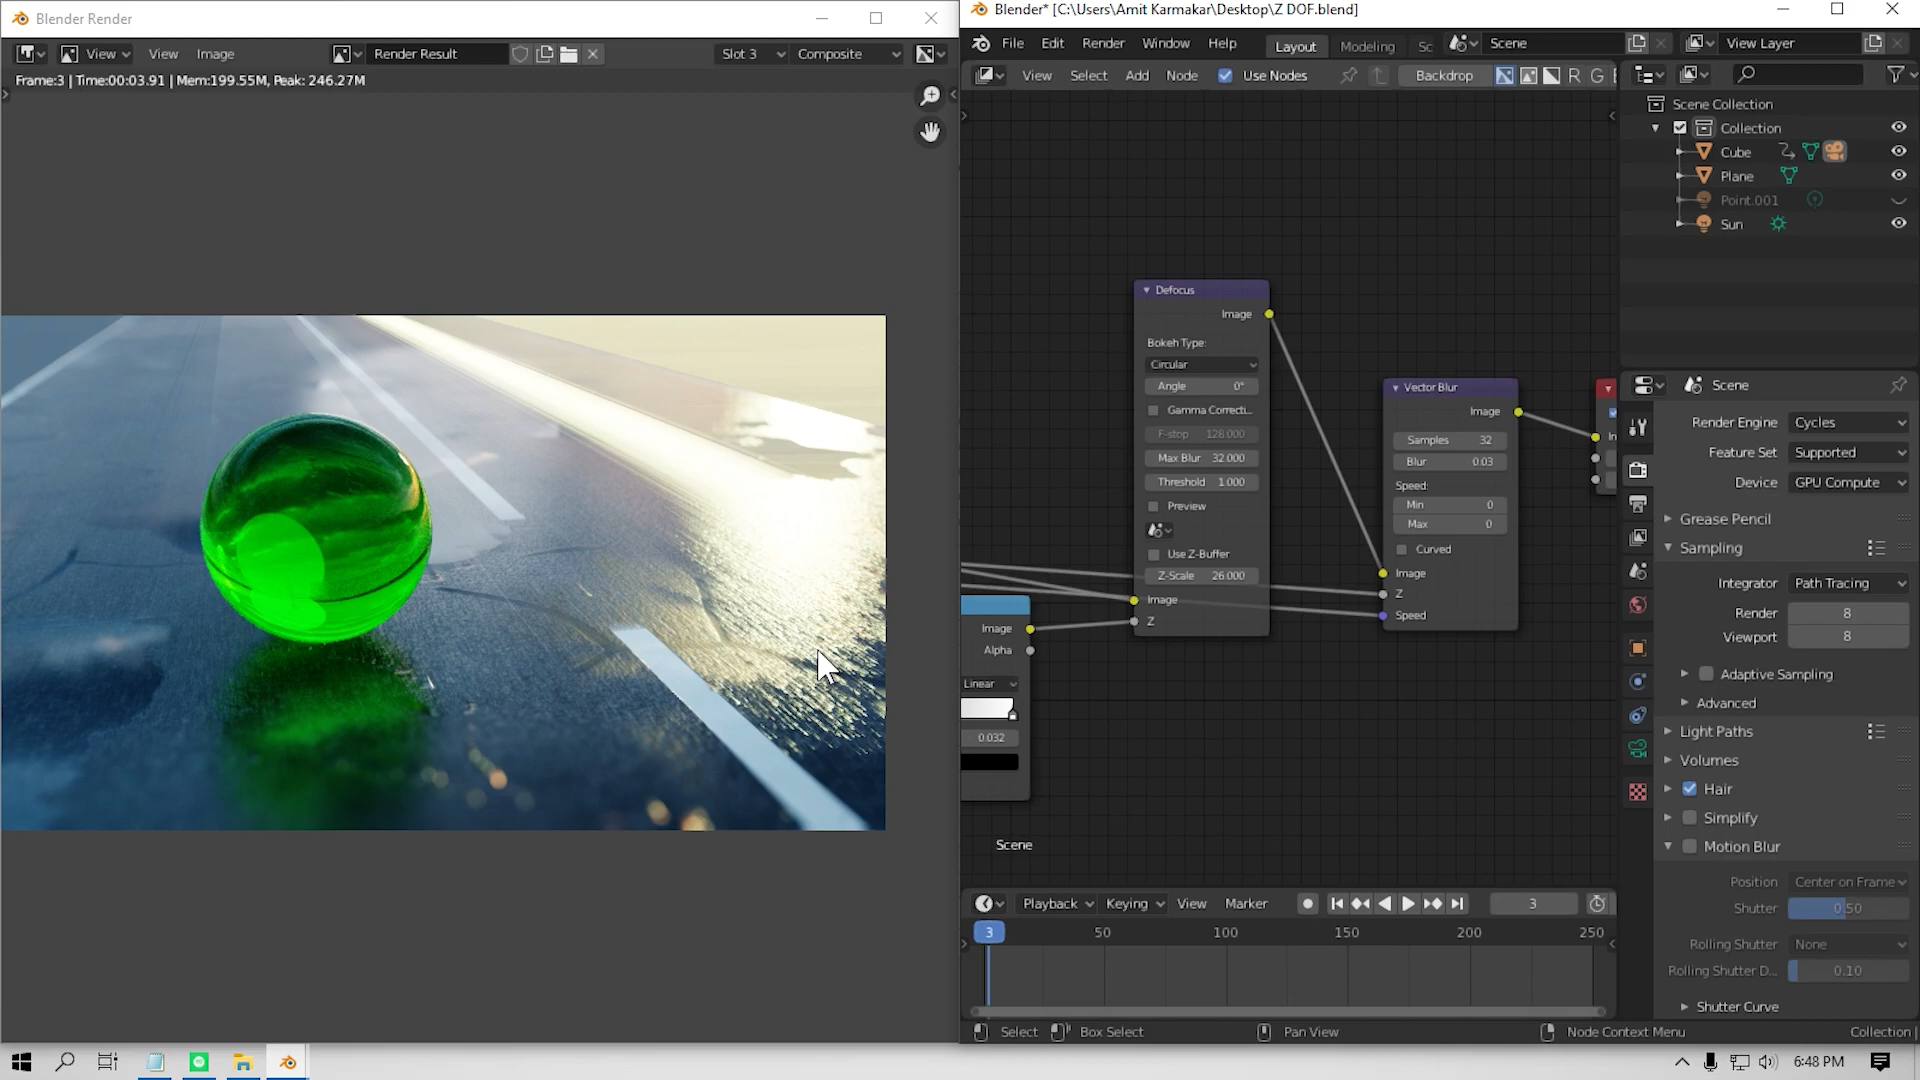 Blender Render
View
View
Image
Render Result
Slot 3
Composite
Frame:3 | Time:00:03.91 | Mem:199.55M, Peak: 246.27M
Blender* [C:\Users\Amit Karmakar\Desktop\Z DOF.blend]
File
Edit
Render
Window
Help
Layout
Modeling
Sc
Scene
View Layer
View
Select
Add
Node
Use Nodes
Backdrop
R
G
Scene Collection
Collection
Cube
Plane
Point.001
Sun
Defocus
Image
Bokeh Type:
Circular
Angle 0°
Gamma Correcti...
F-stop 128.000
Max Blur 32.000
Threshold 1.000
Preview
Use Z-Buffer
Z-Scale 26.000
Image
Z
Vector Blur
Image
Samples 32
Blur 0.03
Speed:
Min 0
Max 0
Curved
Image
Z
Speed
Image
Alpha
Linear
0.032
Scene
Scene
Render Engine Cycles
Feature Set Supported
Device GPU Compute
Grease Pencil
Sampling
Integrator Path Tracing
Render 8
Viewport 8
Adaptive Sampling
Advanced
Light Paths
Volumes
Hair
Simplify
Motion Blur
Position Center on Frame
Shutter 0.50
Rolling Shutter None
Rolling Shutter D... 0.10
Shutter Curve
Playback
Keying
View
Marker
3
3 50 100 150 200 250
Select
Box Select
Pan View
Node Context Menu
Collection |
6:48 PM